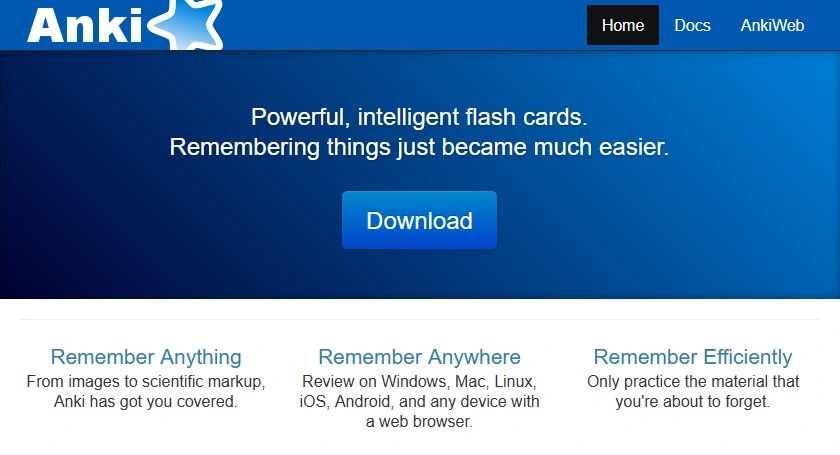 Anki
Home
Docs
AnkiWeb
Powerful, intelligent flash cards.
Remembering things just became much easier.
Download
Remember Anything
From images to scientific markup,
Anki has got you covered.
Remember Anywhere
Review on Windows, Mac, Linux,
iOS, Android, and any device with
a web browser.
Remember Efficiently
Only practice the material that
you're about to forget.